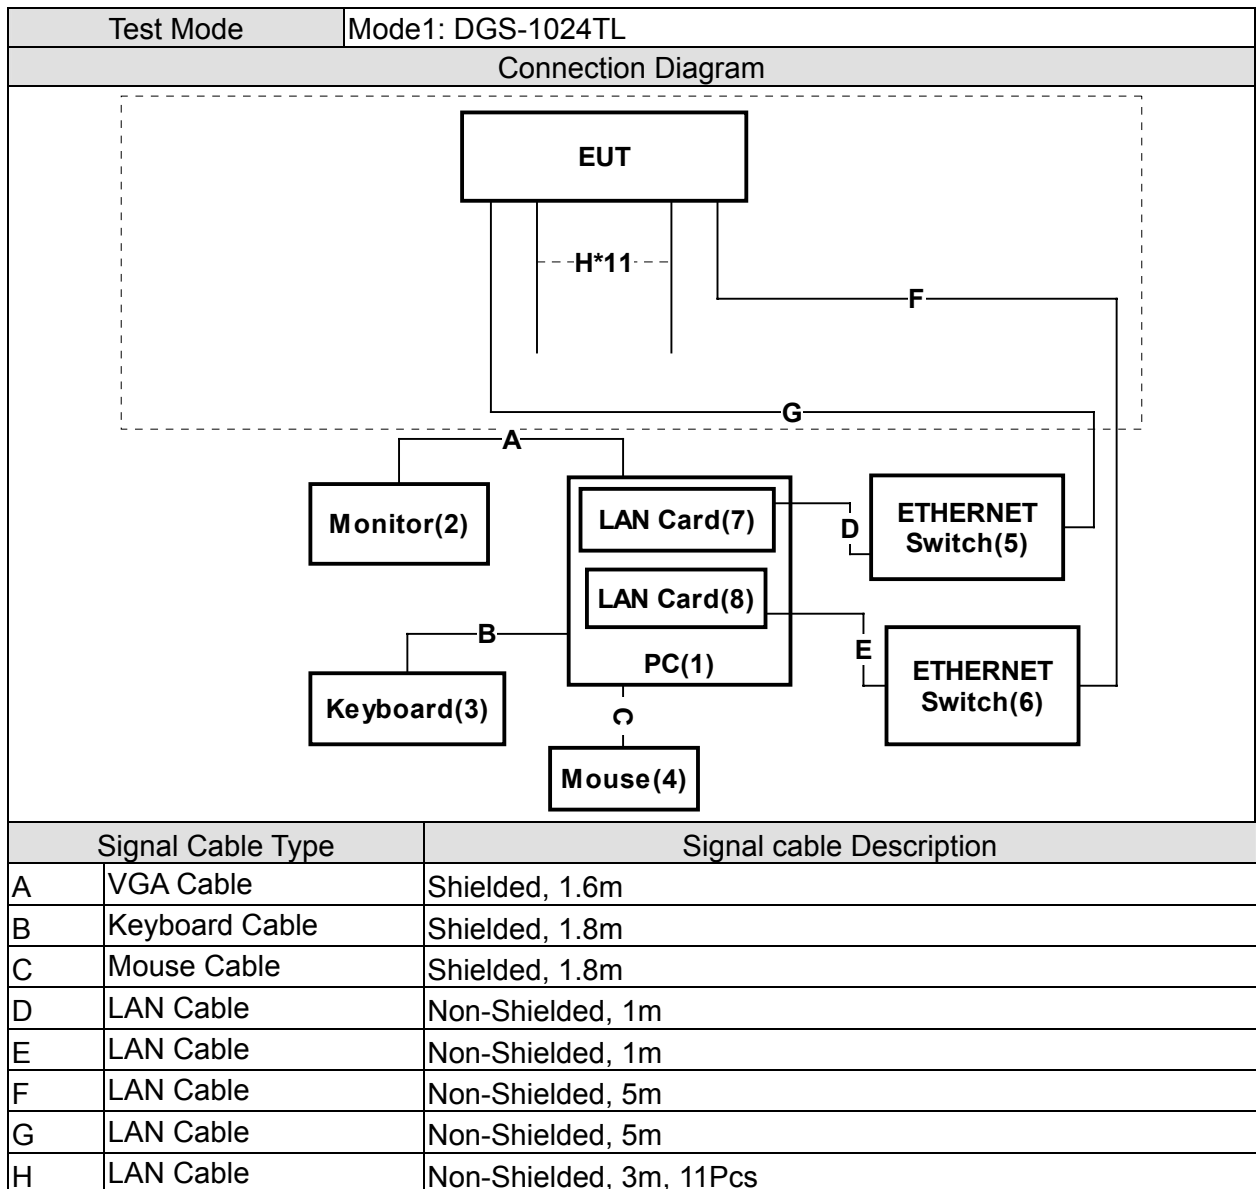 Test Mode Mode1: DGS-1024TL
Connection Diagram
EUT
H*11
F
G
A
Monitor(2)
LAN Card(7)
D
ETHERNET
Switch(5)
LAN Card(8)
B
E
PC(1)
ETHERNET
Switch(6)
Keyboard(3)
C
Mouse(4)
Signal Cable Type Signal cable Description
A VGA Cable Shielded, 1.6m
B Keyboard Cable Shielded, 1.8m
C Mouse Cable Shielded, 1.8m
D LAN Cable Non-Shielded, 1m
E LAN Cable Non-Shielded, 1m
F LAN Cable Non-Shielded, 5m
G LAN Cable Non-Shielded, 5m
H LAN Cable Non-Shielded, 3m, 11Pcs